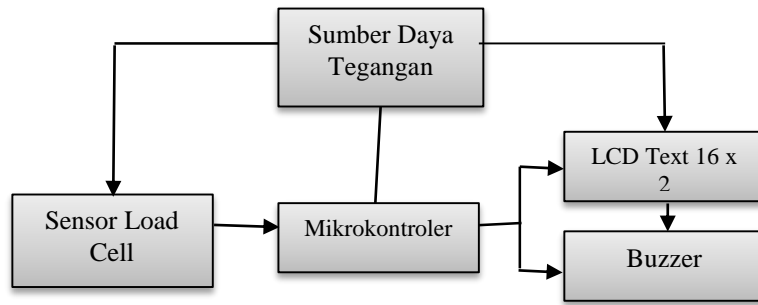 Sumber Daya
Tegangan
LCD Text 16 x
2
Sensor Load
Cell
Mikrokontroler
Buzzer